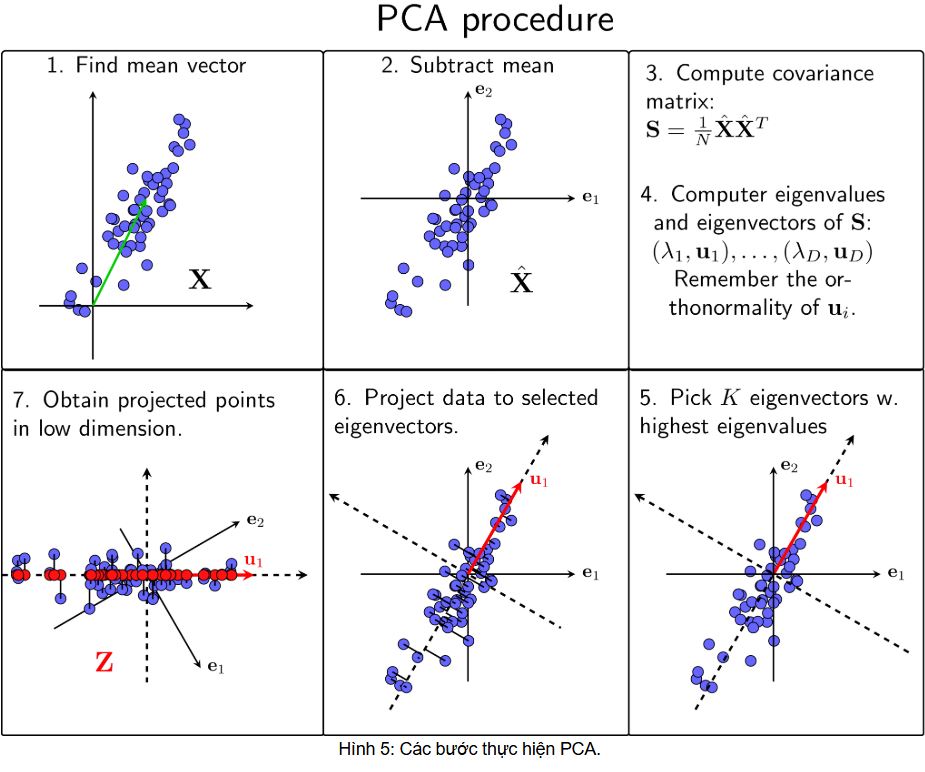 PCA procedure
1. Find mean vector
X
2. Subtract mean
e₂
e₁
X̂
3. Compute covariance
matrix:
S = 1/N X̂X̂ᵀ
4. Computer eigenvalues
and eigenvectors of S:
(λ₁, u₁), . . . , (λ_D, u_D)
Remember the or-
thonormality of uᵢ.
7. Obtain projected points
in low dimension.
e₂
u₁
Z
e₁
6. Project data to selected
eigenvectors.
e₂
u₁
e₁
5. Pick K eigenvectors w.
highest eigenvalues
e₂
u₁
e₁
Hình 5: Các bước thực hiện PCA.